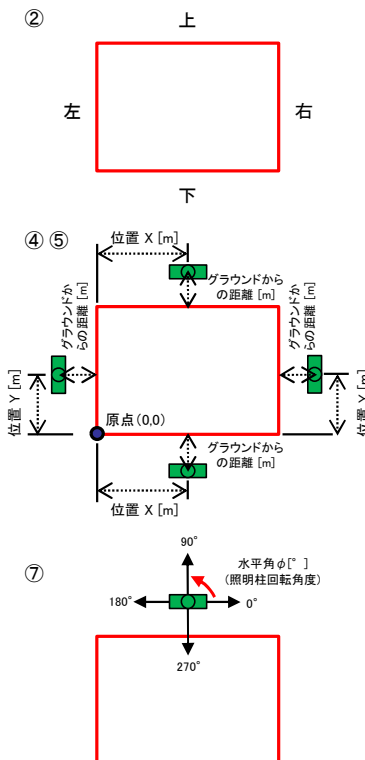 ②
上
左
右
下
④ ⑤
位置 X [m]
グラウンドから
の距離 [m]
グラウンドか
らの距離 [m]
グラウンドか
らの距離 [m]
位置 Y [m]
位置 Y [m]
原点(0,0)
グラウンドから
の距離 [m]
位置 X [m]
⑦
90°
水平角φ[° ]
(照明柱回転角度)
180°
0°
270°